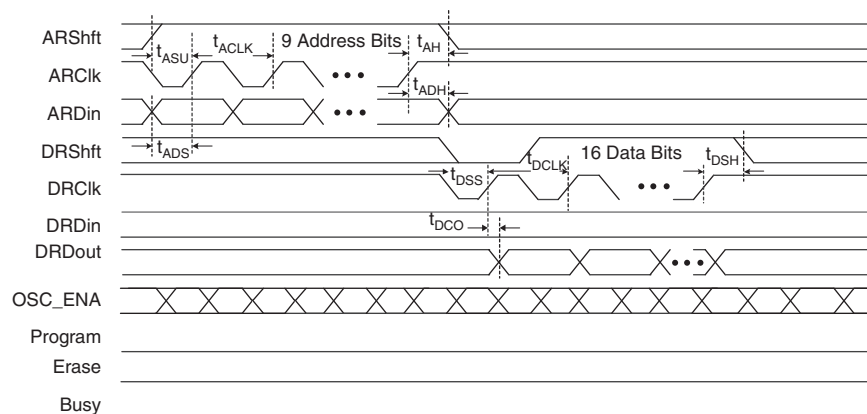 ARShft
9 Address Bits
tASU
tACLK
tAH
ARClk
tADH
ARDin
tADS
DRShft
16 Data Bits
tDSS
tDCLK
tDSH
DRClk
DRDin
tDCO
DRDout
OSC_ENA
Program
Erase
Busy